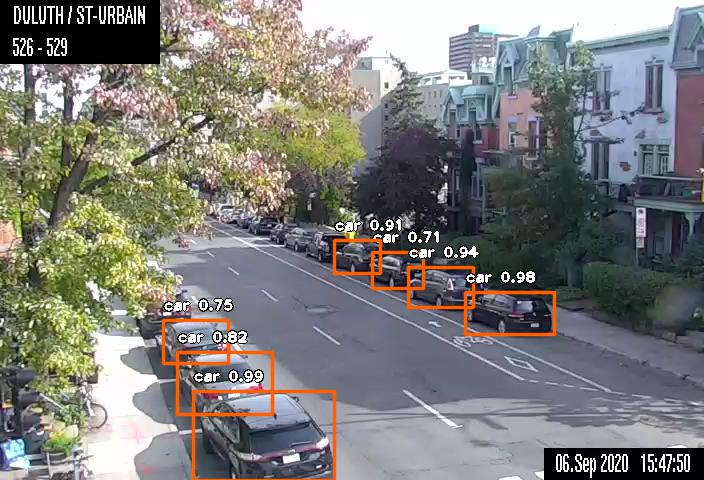 DULUTH / ST-URBAIN
526 - 529
car 0.91
car 0.71
car 0.94
car 0.98
car 0.75
car 0.82
car 0.99
06.Sep 2020 15:47:50